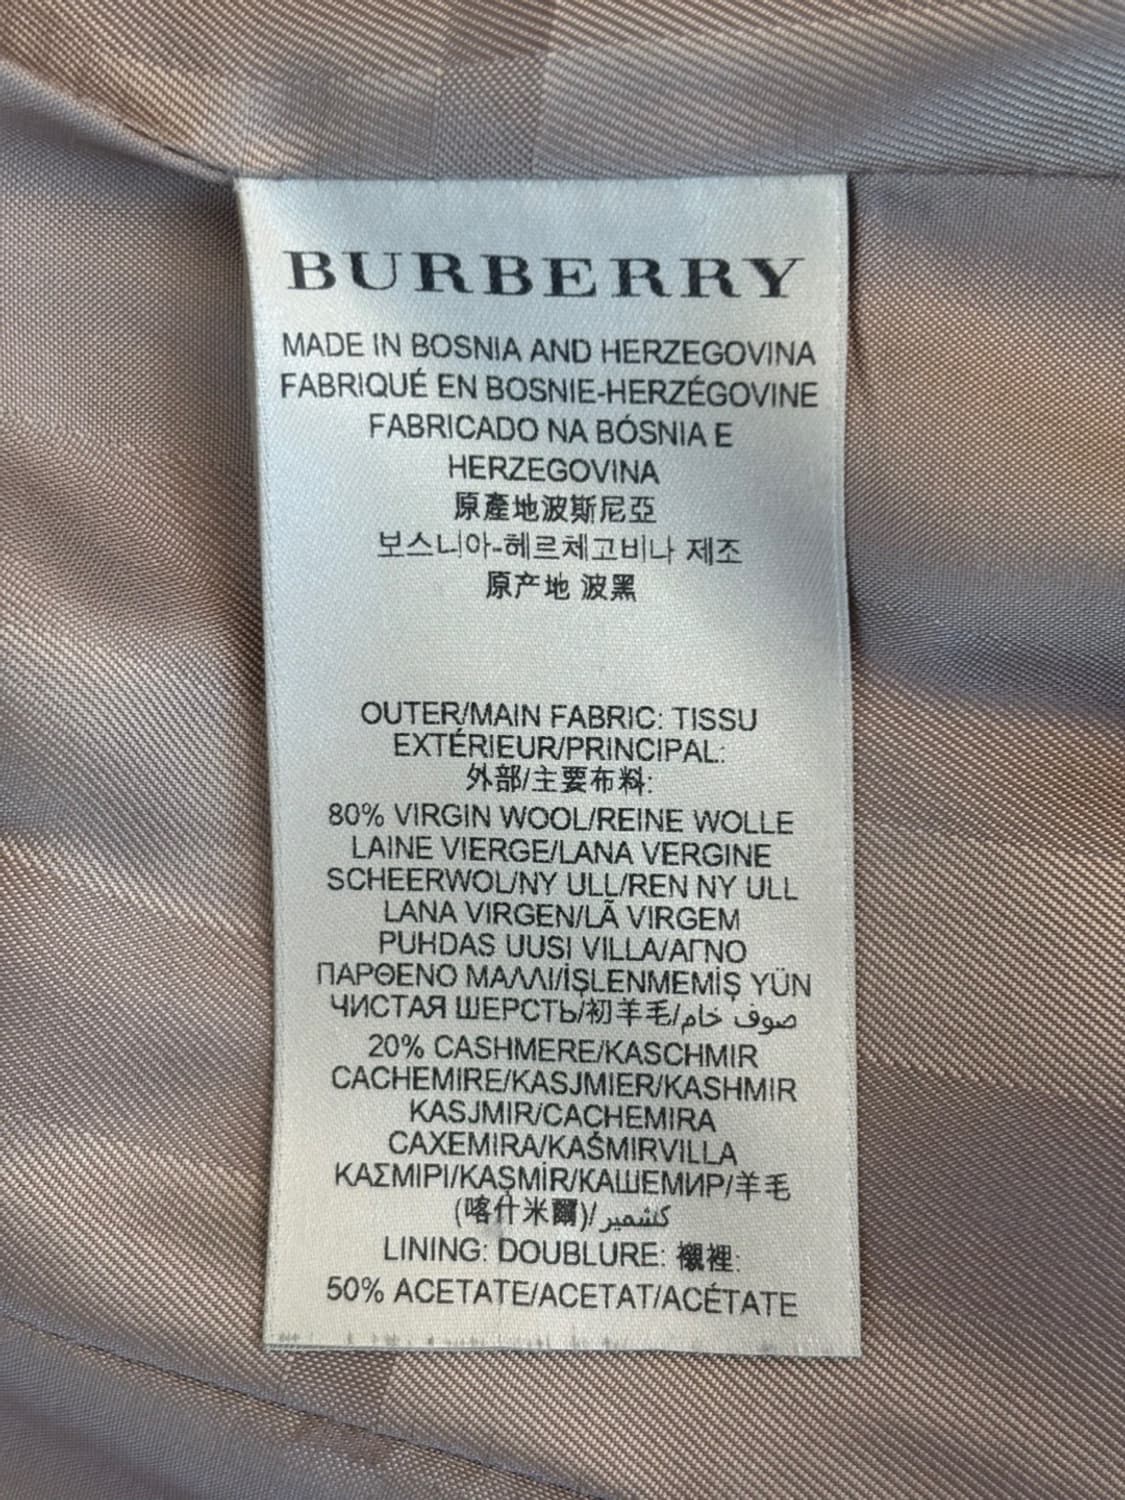 BURBERRY
MADE IN BOSNIA AND HERZEGOVINA
FABRIQUÉ EN BOSNIE-HERZÉGOVINE
FABRICADO NA BÓSNIA E
HERZEGOVINA
原產地波斯尼亞
보스니아-헤르체고비나 제조
原产地 波黑
OUTER/MAIN FABRIC: TISSU
EXTÉRIEUR/PRINCIPAL:
外部/主要布料:
80% VIRGIN WOOL/REINE WOLLE
LAINE VIERGE/LANA VERGINE
SCHEERWOL/NY ULL/REN NY ULL
LANA VIRGEN/LÃ VIRGEM
PUHDAS UUSI VILLA/ΑΓΝΟ
ΠΑΡΘΕΝΟ ΜΑΛΛΙ/İŞLENMEMİŞ YÜN
ЧИСТАЯ ШЕРСТЬ/初羊毛/صوف خام
20% CASHMERE/KASCHMIR
CACHEMIRE/KASJMIER/KASHMIR
KASJMIR/CACHEMIRA
CAXEMIRA/KAŠMIRVILLA
ΚΑΣΜΙΡΙ/KAŞMİR/КАШЕМИР/羊毛
(喀什米爾)/كشمير
LINING: DOUBLURE: 襯裡:
50% ACETATE/ACETAT/ACÉTATE